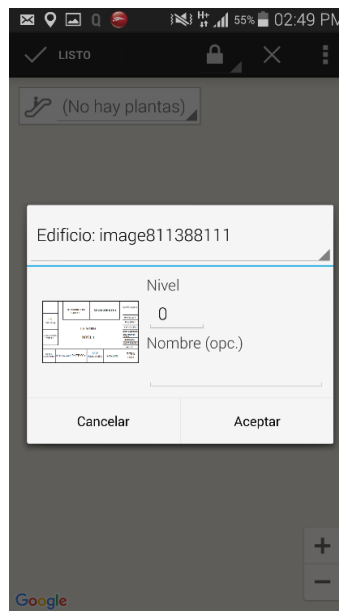 55% 02:49 PM
LISTO
(No hay plantas)
Edificio: image811388111
Nivel
0
Nombre (opc.)
Cancelar
Aceptar
+
−
Google